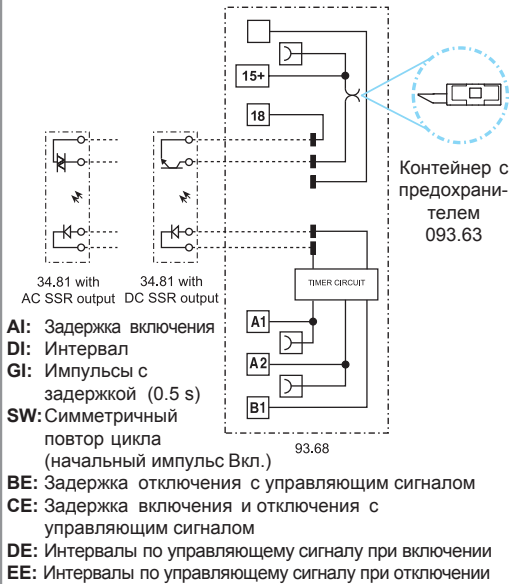 15+
18
Контейнер с
предохрани-
телем
093.63
34.81 with
AC SSR output
34.81 with
DC SSR output
TIMER CIRCUIT
A1
A2
B1
93.68
AI: Задержка включения
DI: Интервал
GI: Импульсы с
задержкой (0.5 s)
SW: Симметричный
повтор цикла
(начальный импульс Вкл.)
BE: Задержка отключения с управляющим сигналом
CE: Задержка включения и отключения с
управляющим сигналом
DE: Интервалы по управляющему сигналу при включении
EE: Интервалы по управляющему сигналу при отключении